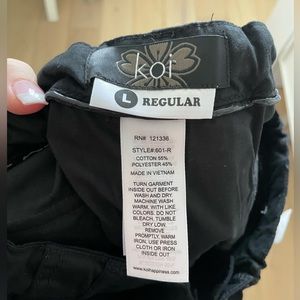 koi
L REGULAR
RN# 121336
STYLE#:601-R
COTTON 55%
POLYESTER 45%
MADE IN VIETNAM
TURN GARMENT
INSIDE OUT BEFORE
WASH AND DRY.
MACHINE WASH
WARM. WITH LIKE
COLORS. DO NOT
BLEACH, TUMBLE
DRY LOW.
REMOVE
PROMPTLY, WARM
IRON, USE PRESS
CLOTH OR IRON
INSIDE OUT
www.koihappiness.com